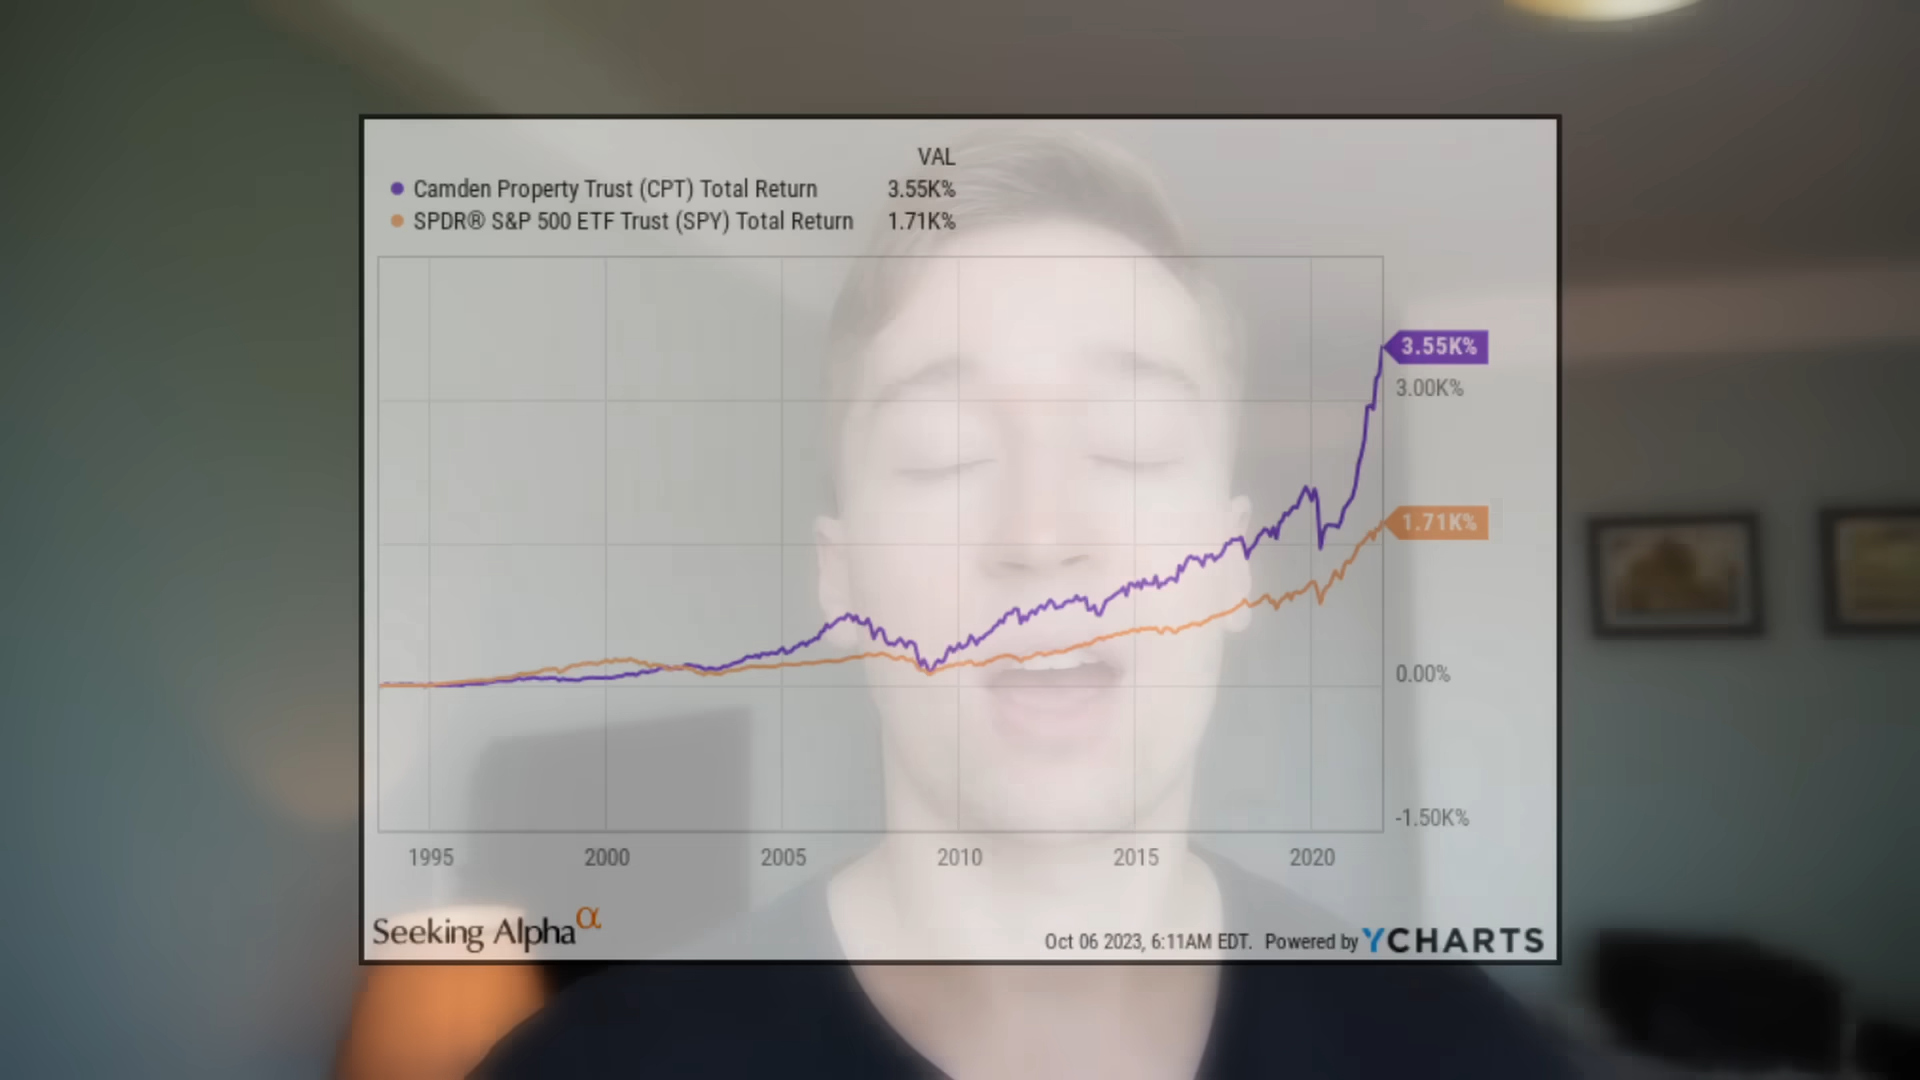 VAL
Camden Property Trust (CPT) Total Return 3.55K%
SPDR® S&P 500 ETF Trust (SPY) Total Return 1.71K%
3.55K%
3.00K%
1.71K%
0.00%
-1.50K%
1995 2000 2005 2010 2015 2020
Seeking Alphaα
Oct 06 2023, 6:11AM EDT. Powered by YCHARTS